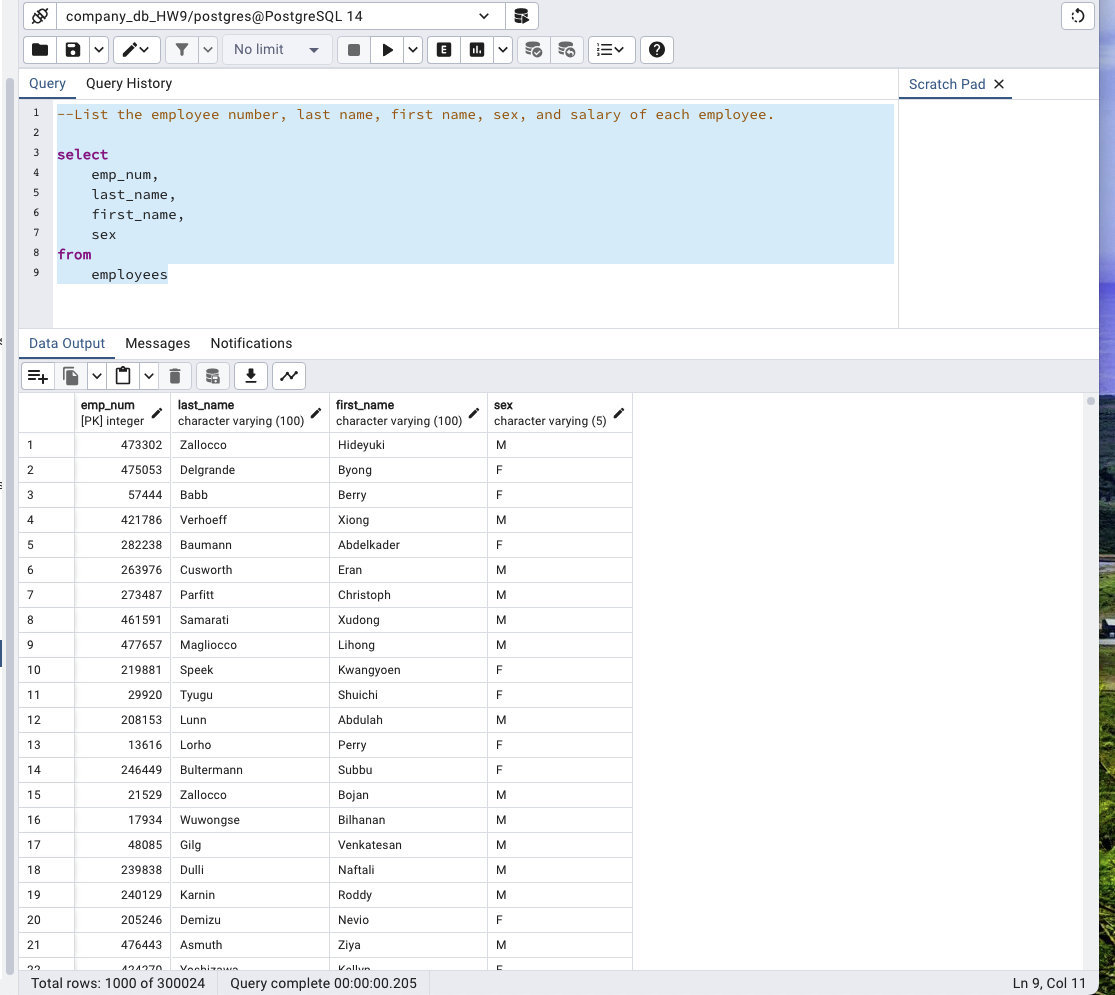 company_db_HW9/postgres@PostgreSQL 14
No limit
E
Query Query History
Scratch Pad
1 --List the employee number, last name, first name, sex, and salary of each employee.
2
3 select
4 emp_num,
5 last_name,
6 first_name,
7 sex
8 from
9 employees
Data Output Messages Notifications
emp_num last_name first_name sex
[PK] integer character varying (100) character varying (100) character varying (5)
1 473302 Zallocco Hideyuki M
2 475053 Delgrande Byong F
3 57444 Babb Berry F
4 421786 Verhoeff Xiong M
5 282238 Baumann Abdelkader F
6 263976 Cusworth Eran M
7 273487 Parfitt Christoph M
8 461591 Samarati Xudong M
9 477657 Magliocco Lihong M
10 219881 Speek Kwangyoen F
11 29920 Tyugu Shuichi F
12 208153 Lunn Abdulah M
13 13616 Lorho Perry F
14 246449 Bultermann Subbu F
15 21529 Zallocco Bojan M
16 17934 Wuwongse Bilhanan M
17 48085 Gilg Venkatesan M
18 239838 Dulli Naftali M
19 240129 Karnin Roddy M
20 205246 Demizu Nevio F
21 476443 Asmuth Ziya M
22 424270 Yoshizawa Kellyn F
Total rows: 1000 of 300024 Query complete 00:00:00.205 Ln 9, Col 11